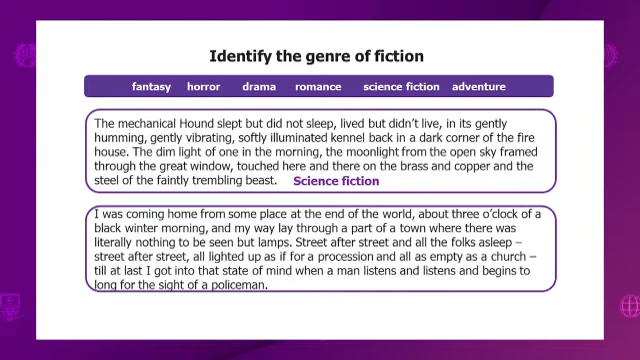 Identify the genre of fiction
fantasy horror drama romance science fiction adventure
The mechanical Hound slept but did not sleep, lived but didn't live, in its gently
humming, gently vibrating, softly illuminated kennel back in a dark corner of the fire
house. The dim light of one in the morning, the moonlight from the open sky framed
through the great window, touched here and there on the brass and copper and the
steel of the faintly trembling beast. Science fiction
I was coming home from some place at the end of the world, about three o'clock of a
black winter morning, and my way lay through a part of a town where there was
literally nothing to be seen but lamps. Street after street and all the folks asleep –
street after street, all lighted up as if for a procession and all as empty as a church –
till at last I got into that state of mind when a man listens and listens and begins to
long for the sight of a policeman.